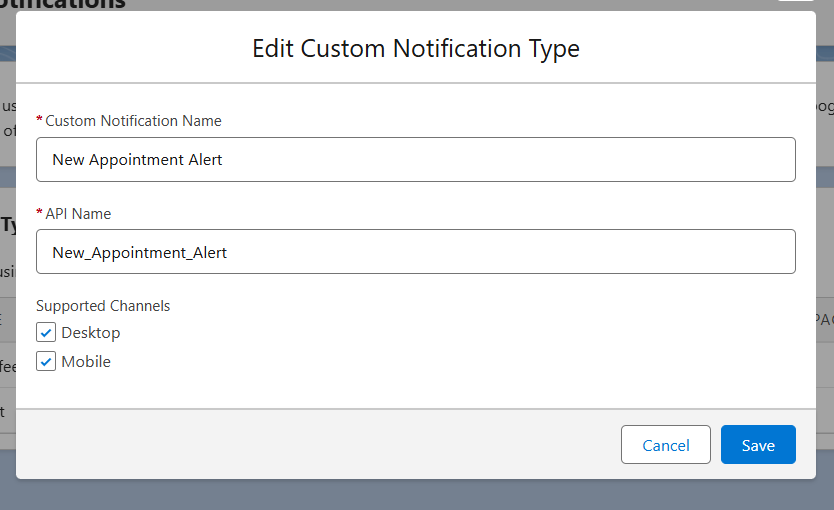 Edit Custom Notification Type
*Custom Notification Name
New Appointment Alert
*API Name
New_Appointment_Alert
Supported Channels
Desktop
Mobile
Cancel
Save